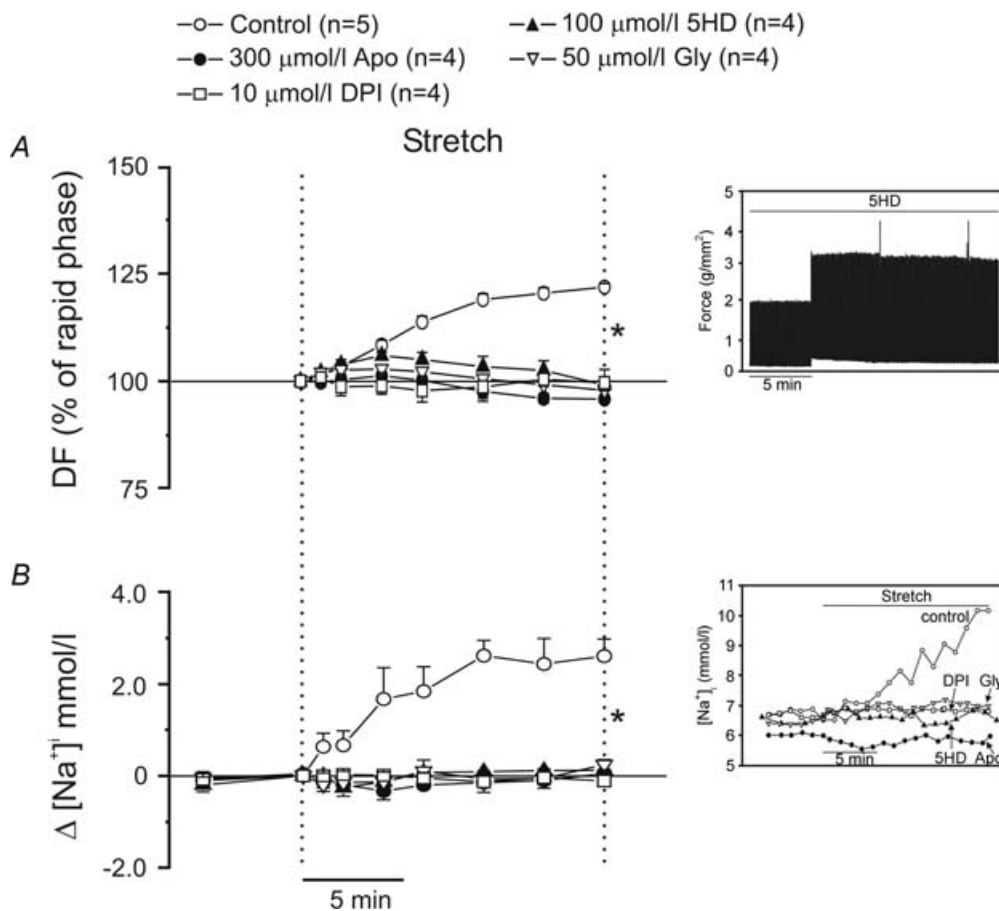 Control (n=5)
300 μmol/l Apo (n=4)
10 μmol/l DPI (n=4)
100 μmol/l 5HD (n=4)
50 μmol/l Gly (n=4)
A
Stretch
DF (% of rapid phase)
150
125
100
75
*
5HD
Force (g/mm²)
5
4
3
2
1
0
5 min
B
Δ [Na⁺]ⁱ mmol/l
4.0
2.0
0
-2.0
*
5 min
[Na⁺]ᵢ (mmol/l)
11
10
9
8
7
6
5
Stretch
control
DPI
Gly
5 min
5HD
Apo